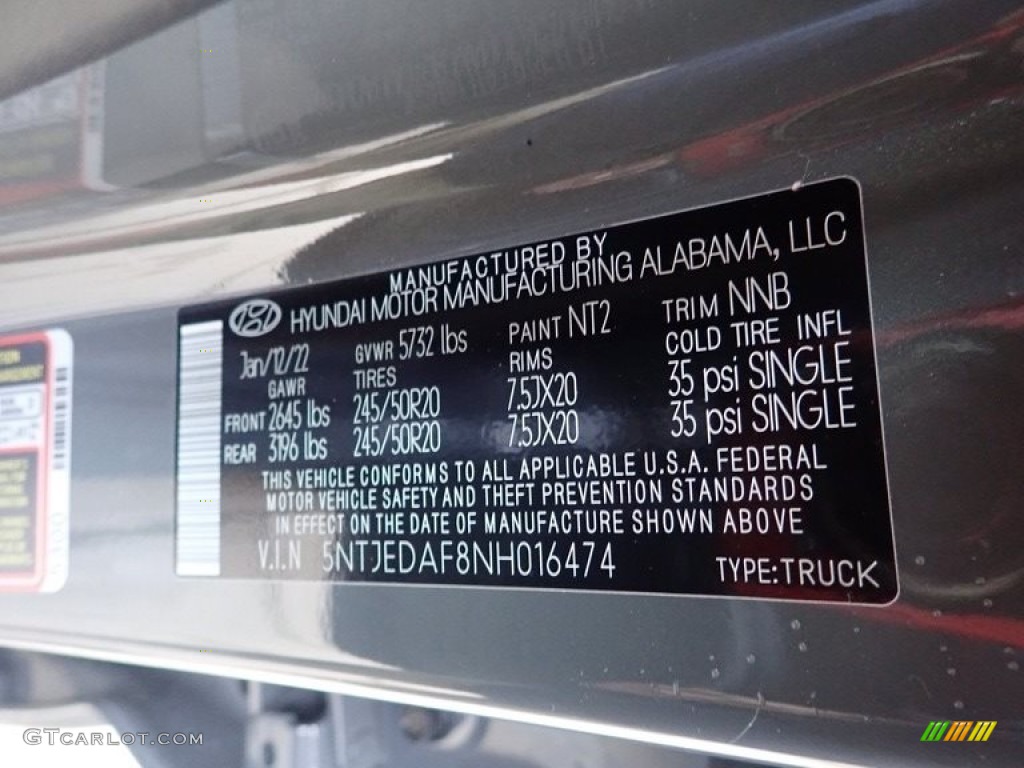 MANUFACTURED BY
HYUNDAI MOTOR MANUFACTURING ALABAMA, LLC
Jan/12/22 GVWR 5732 lbs PAINT NT2 TRIM NNB
GAWR TIRES RIMS COLD TIRE INFL
FRONT 2645 lbs 245/50R20 7.5JX20 35 psi SINGLE
REAR 3196 lbs 245/50R20 7.5JX20 35 psi SINGLE
THIS VEHICLE CONFORMS TO ALL APPLICABLE U.S.A. FEDERAL
MOTOR VEHICLE SAFETY AND THEFT PREVENTION STANDARDS
IN EFFECT ON THE DATE OF MANUFACTURE SHOWN ABOVE
V.I.N 5NTJEDAF8NH016474 TYPE:TRUCK
GTCARLOT.COM